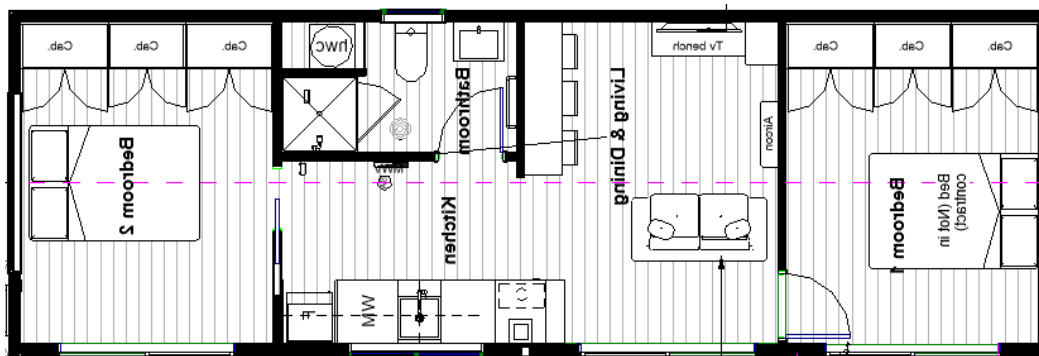 Cab.
Cab.
Cab.
hwc
Tv bench
Cab.
Cab.
Cab.
Bathroom
Living & Dining
Aircon
Bedroom 2
Kitchen
Bedroom 1
Bed (Not in
contract)
F
MW